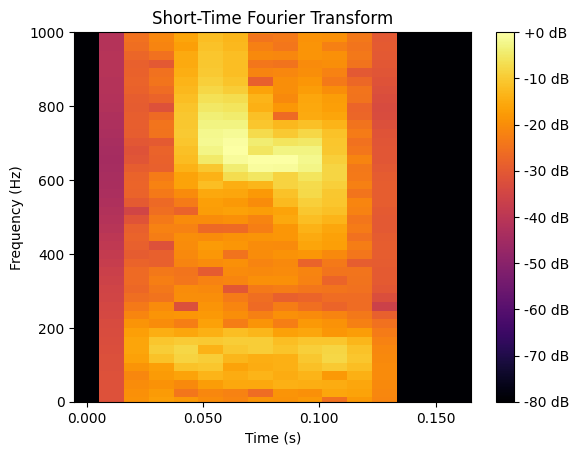 Short-Time Fourier Transform
Frequency (Hz)
1000
800
600
400
200
0
0.000
0.050
0.100
0.150
Time (s)
+0 dB
-10 dB
-20 dB
-30 dB
-40 dB
-50 dB
-60 dB
-70 dB
-80 dB